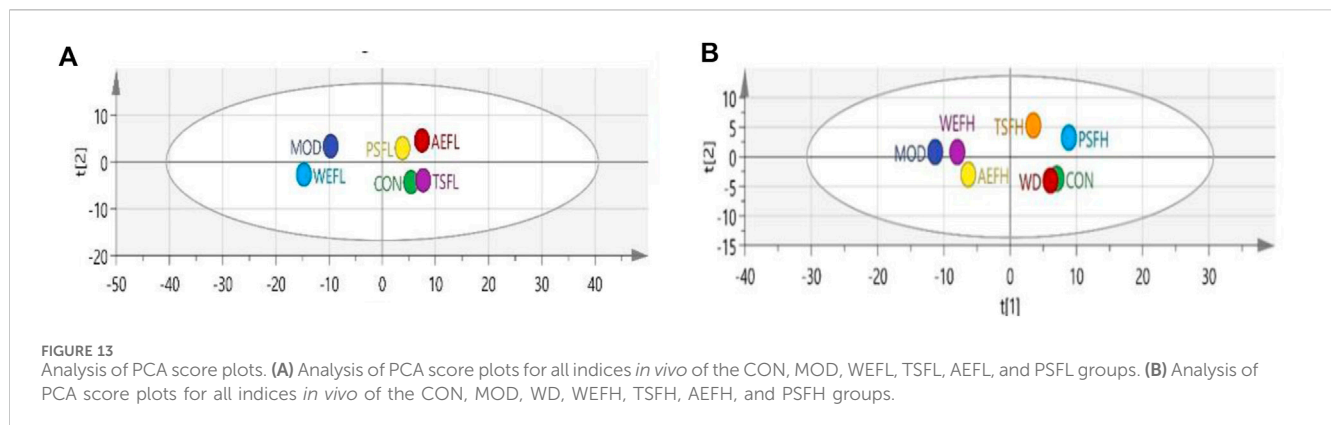 A
10
0
-10
-20
t[2]
MOD
WEFL
PSFL
AEFL
CON
TSFL
-50 -40 -30 -20 -10 0 10 20 30 40
B
10
5
0
-5
-10
-15
t[2]
WEFH
MOD
AEFH
TSFH
PSFH
WD
CON
-40 -30 -20 -10 0 10 20 30
t[1]
FIGURE 13
Analysis of PCA score plots. (A) Analysis of PCA score plots for all indices in vivo of the CON, MOD, WEFL, TSFL, AEFL, and PSFL groups. (B) Analysis of
PCA score plots for all indices in vivo of the CON, MOD, WD, WEFH, TSFH, AEFH, and PSFH groups.